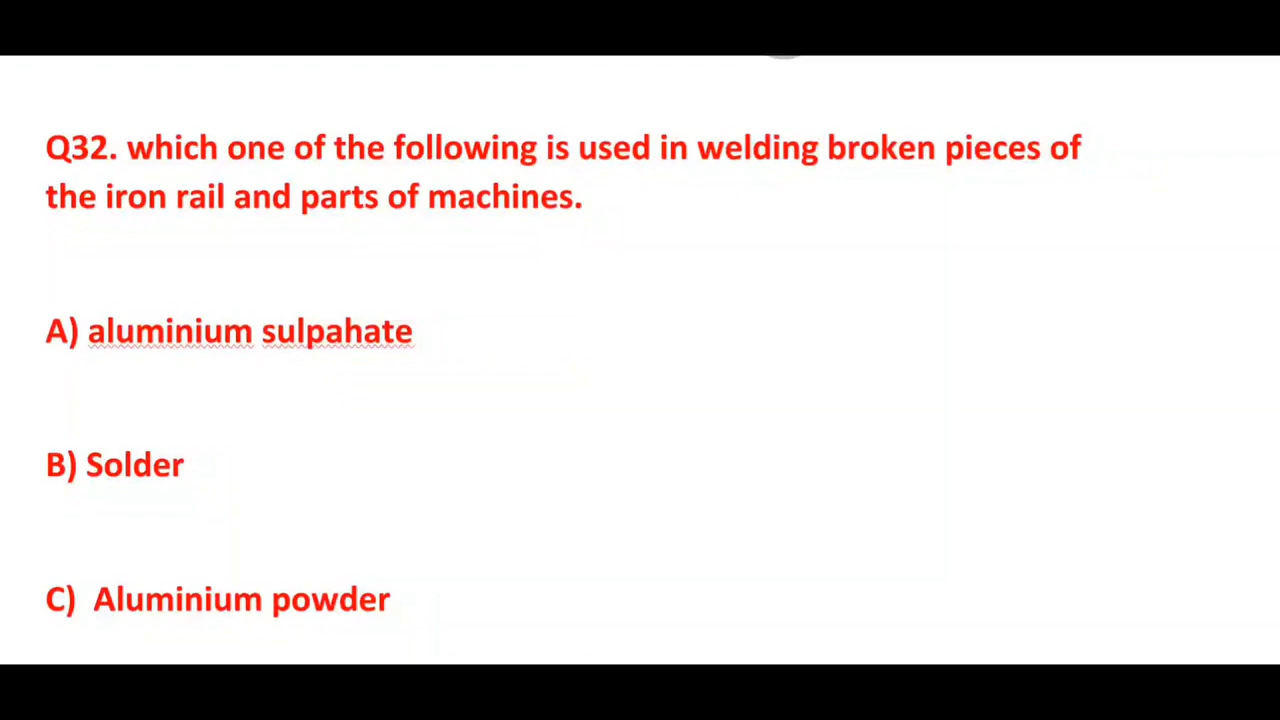 Q32. which one of the following is used in welding broken pieces of
the iron rail and parts of machines.
A) aluminium sulpahate
B) Solder
C) Aluminium powder